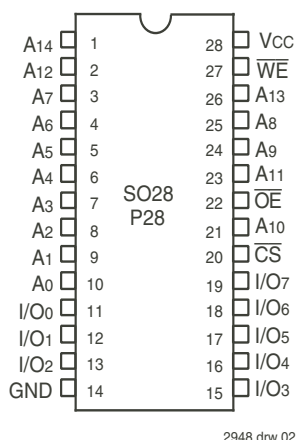 A14 1 28 VCC
A12 2 27 W̅E̅
A7 3 26 A13
A6 4 25 A8
A5 5 24 A9
A4 6 23 A11
SO28
A3 7 22 O̅E̅
P28
A2 8 21 A10
A1 9 20 C̅S̅
A0 10 19 I/O7
I/O0 11 18 I/O6
I/O1 12 17 I/O5
I/O2 13 16 I/O4
GND 14 15 I/O3
2948 drw 02